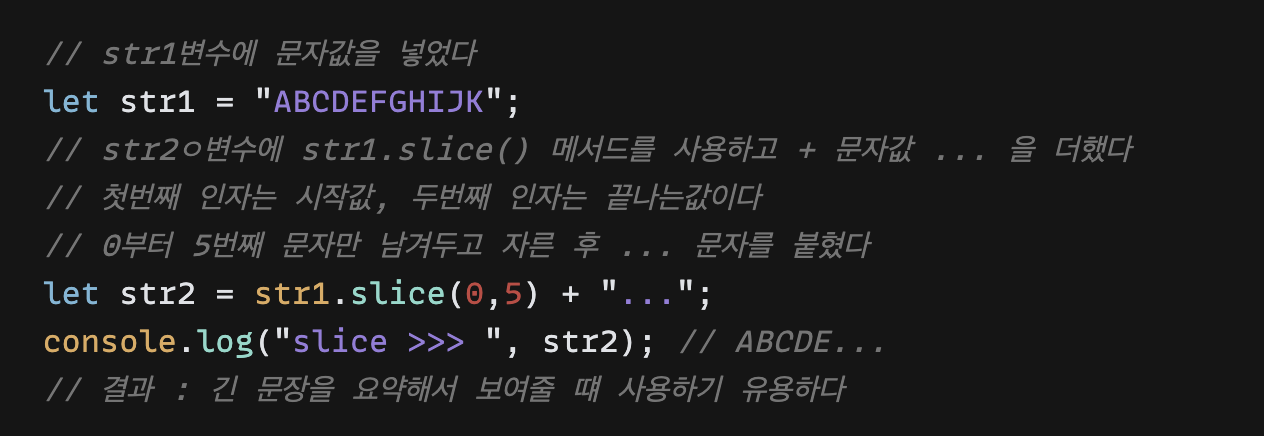 // str1변수에 문자값을 넣었다
let str1 = "ABCDEFGHIJK";
// str2ㅇ변수에 str1.slice() 메서드를 사용하고 + 문자값 ... 을 더했다
// 첫번째 인자는 시작값, 두번째 인자는 끝나는값이다
// 0부터 5번째 문자만 남겨두고 자른 후 ... 문자를 붙혔다
let str2 = str1.slice(0,5) + "...";
console.log("slice >>> ", str2); // ABCDE...
// 결과 : 긴 문장을 요약해서 보여줄 떄 사용하기 유용하다